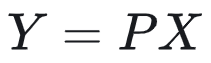 Y = PX